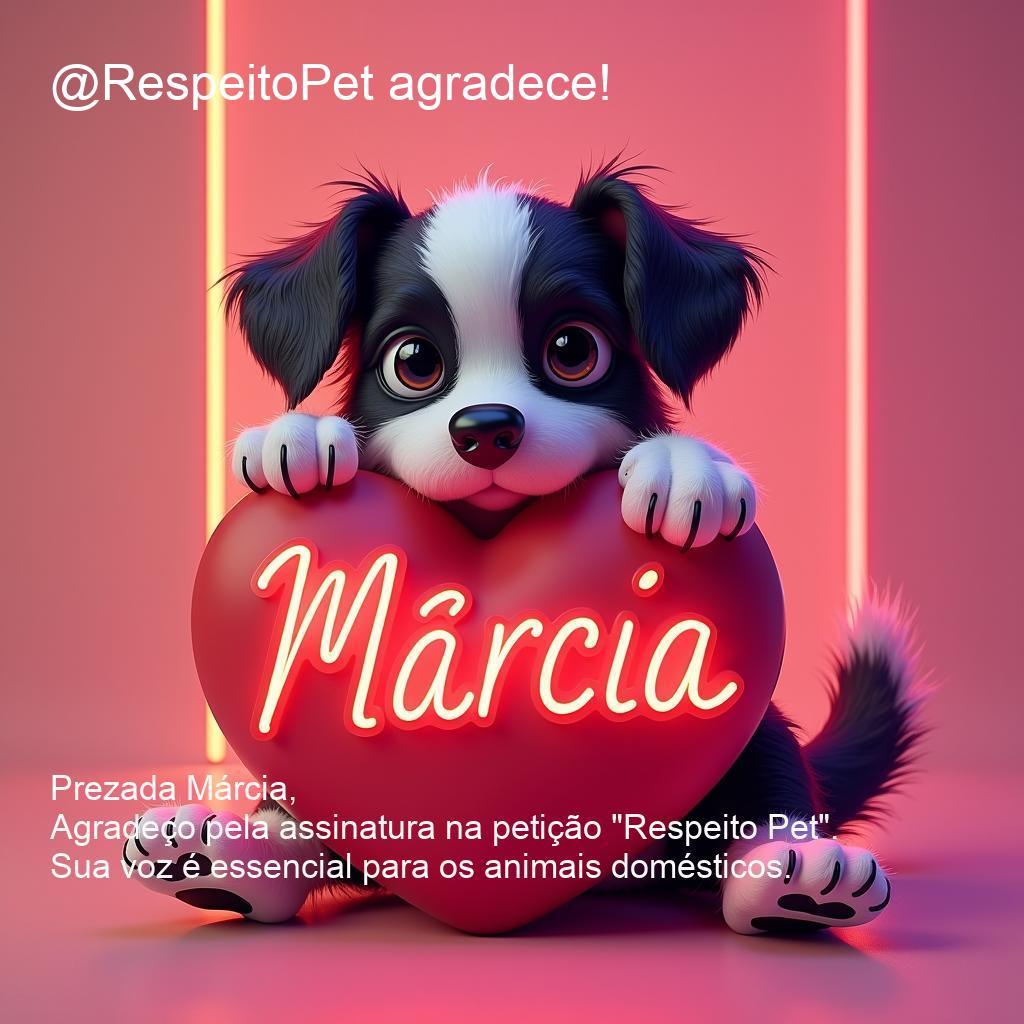 @RespeitoPet agradece!
Mârcia
Prezada Márcia,
Agradeço pela assinatura na petição "Respeito Pet".
Sua voz é essencial para os animais domésticos.